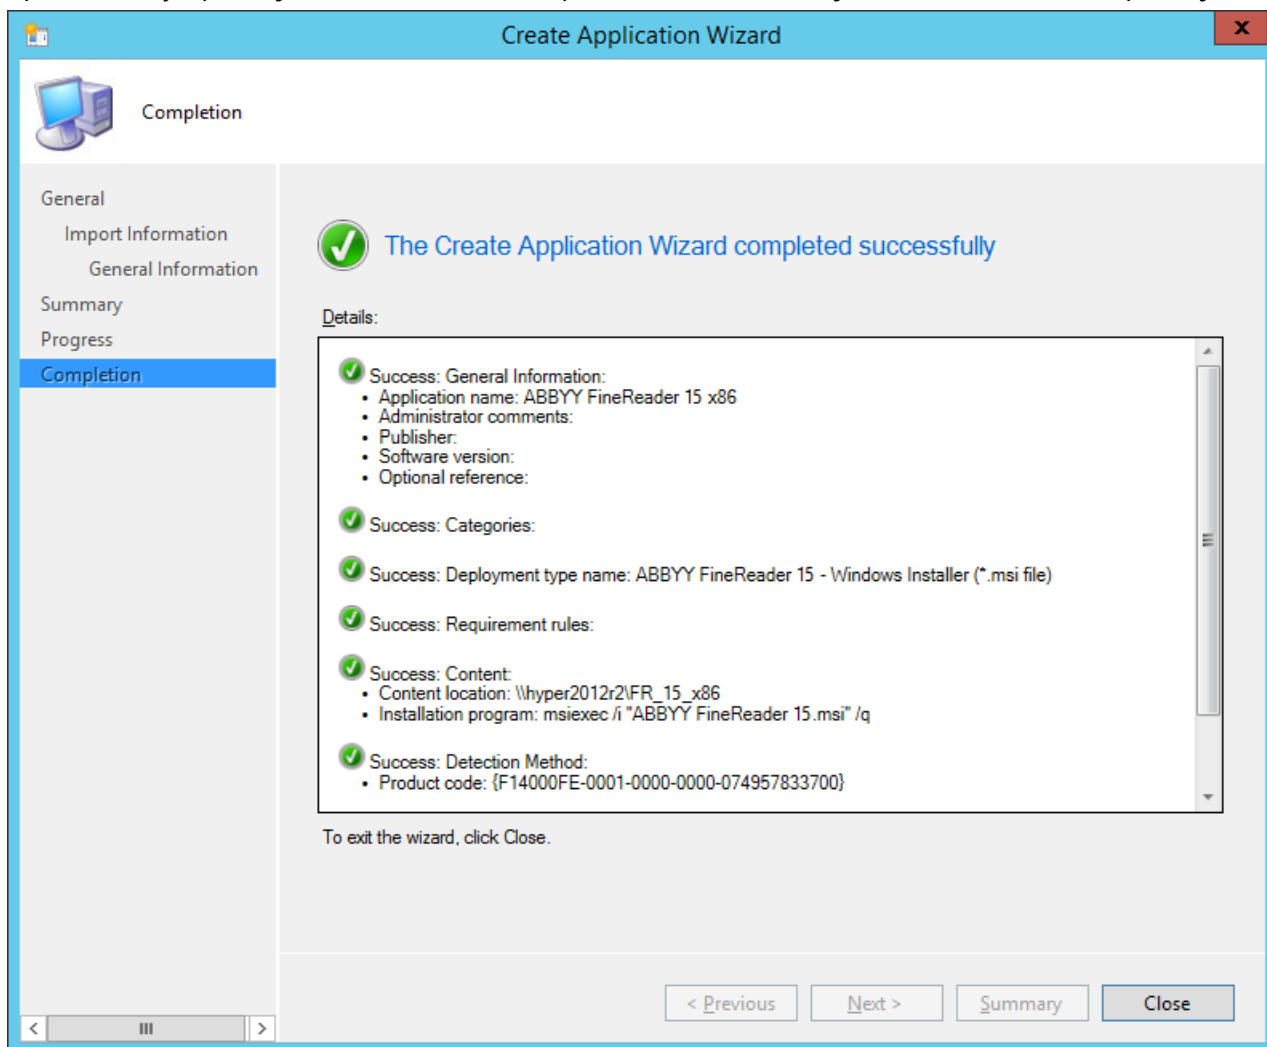 Create Application Wizard
x
Completion
General
Import Information
General Information
Summary
Progress
Completion
The Create Application Wizard completed successfully
Details:
Success: General Information:
• Application name: ABBYY FineReader 15 x86
• Administrator comments:
• Publisher:
• Software version:
• Optional reference:
Success: Categories:
Success: Deployment type name: ABBYY FineReader 15 - Windows Installer (*.msi file)
Success: Requirement rules:
Success: Content:
• Content location: \\hyper2012r2\FR_15_x86
• Installation program: msiexec /i "ABBYY FineReader 15.msi" /q
Success: Detection Method:
• Product code: {F14000FE-0001-0000-0000-074957833700}
To exit the wizard, click Close.
< Previous
Next >
Summary
Close